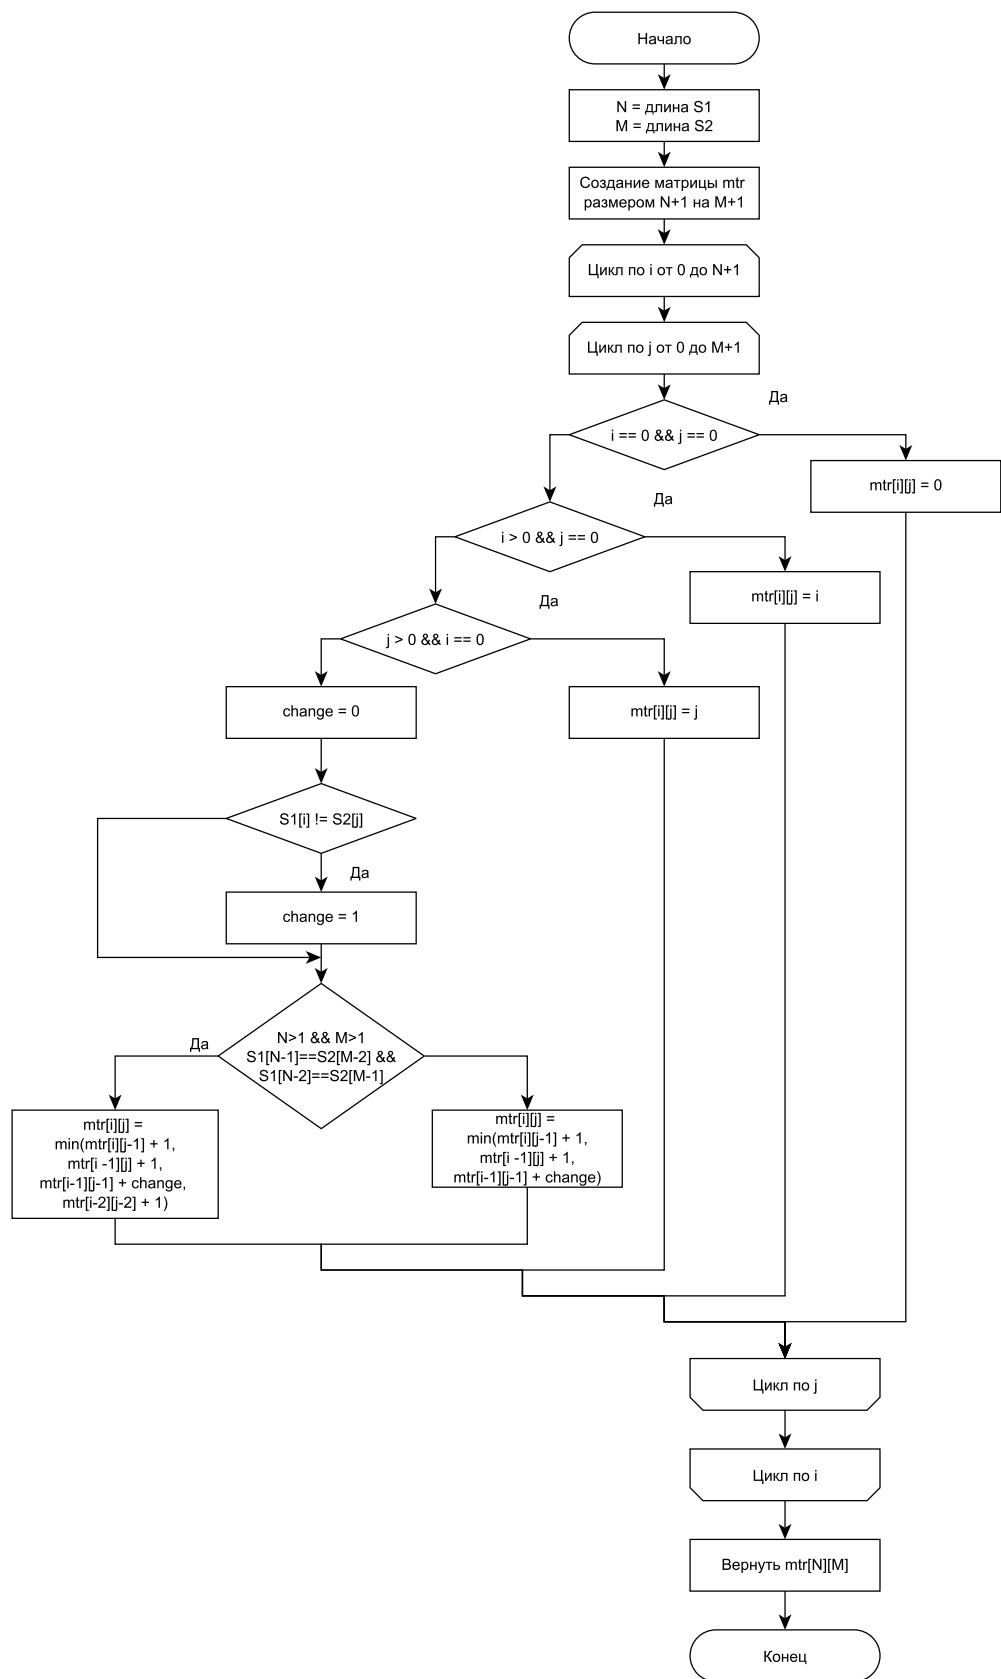 Начало
N = длина S1
M = длина S2
Создание матрицы mtr
размером N+1 на M+1
Цикл по i от 0 до N+1
Цикл по j от 0 до M+1
Да
i == 0 && j == 0
mtr[i][j] = 0
Да
i > 0 && j == 0
mtr[i][j] = i
Да
j > 0 && i == 0
change = 0
mtr[i][j] = j
S1[i] != S2[j]
Да
change = 1
N>1 && M>1
S1[N-1]==S2[M-2] &&
S1[N-2]==S2[M-1]
Да
mtr[i][j] =
min(mtr[i][j-1] + 1,
mtr[i -1][j] + 1,
mtr[i-1][j-1] + change,
mtr[i-2][j-2] + 1)
mtr[i][j] =
min(mtr[i][j-1] + 1,
mtr[i -1][j] + 1,
mtr[i-1][j-1] + change)
Цикл по j
Цикл по i
Вернуть mtr[N][M]
Конец